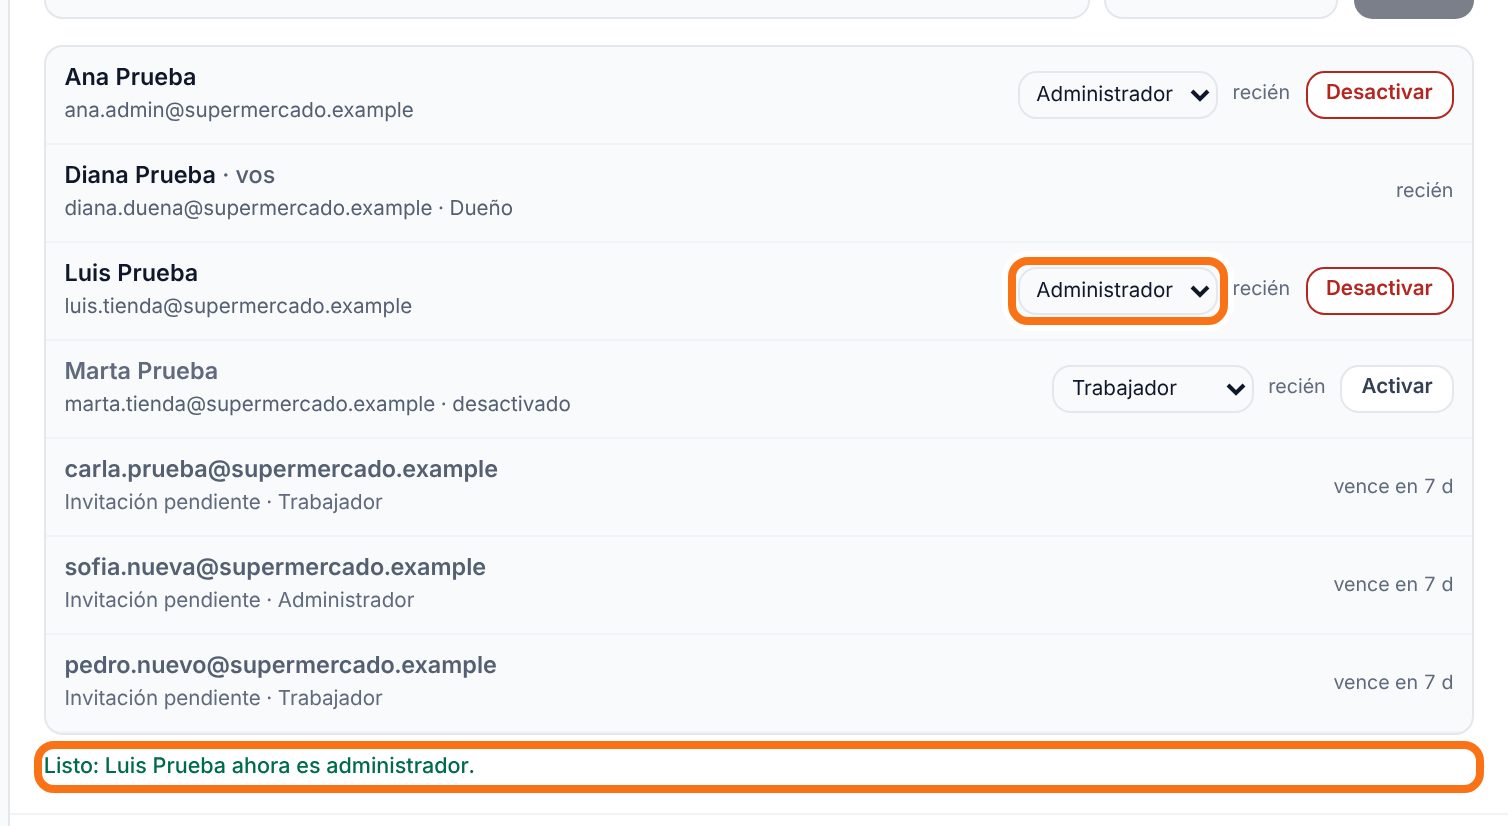 Ana Prueba
ana.admin@supermercado.example
Administrador recién Desactivar
Diana Prueba · vos
diana.duena@supermercado.example · Dueño
recién
Luis Prueba
luis.tienda@supermercado.example
Administrador recién Desactivar
Marta Prueba
marta.tienda@supermercado.example · desactivado
Trabajador recién Activar
carla.prueba@supermercado.example
Invitación pendiente · Trabajador
vence en 7 d
sofia.nueva@supermercado.example
Invitación pendiente · Administrador
vence en 7 d
pedro.nuevo@supermercado.example
Invitación pendiente · Trabajador
vence en 7 d
Listo: Luis Prueba ahora es administrador.